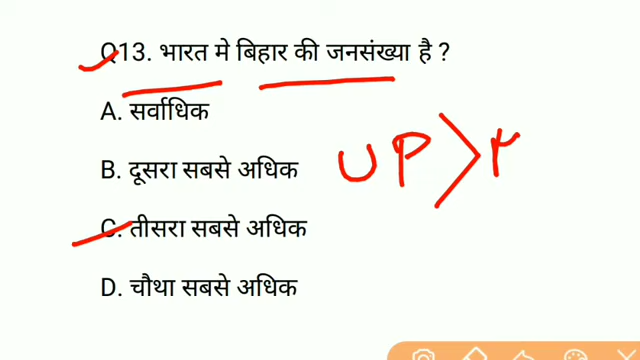 Q13. भारत मे बिहार की जनसंख्या है ?
A. सर्वाधिक
B. दूसरा सबसे अधिक
UP >
C. तीसरा सबसे अधिक
D. चौथा सबसे अधिक